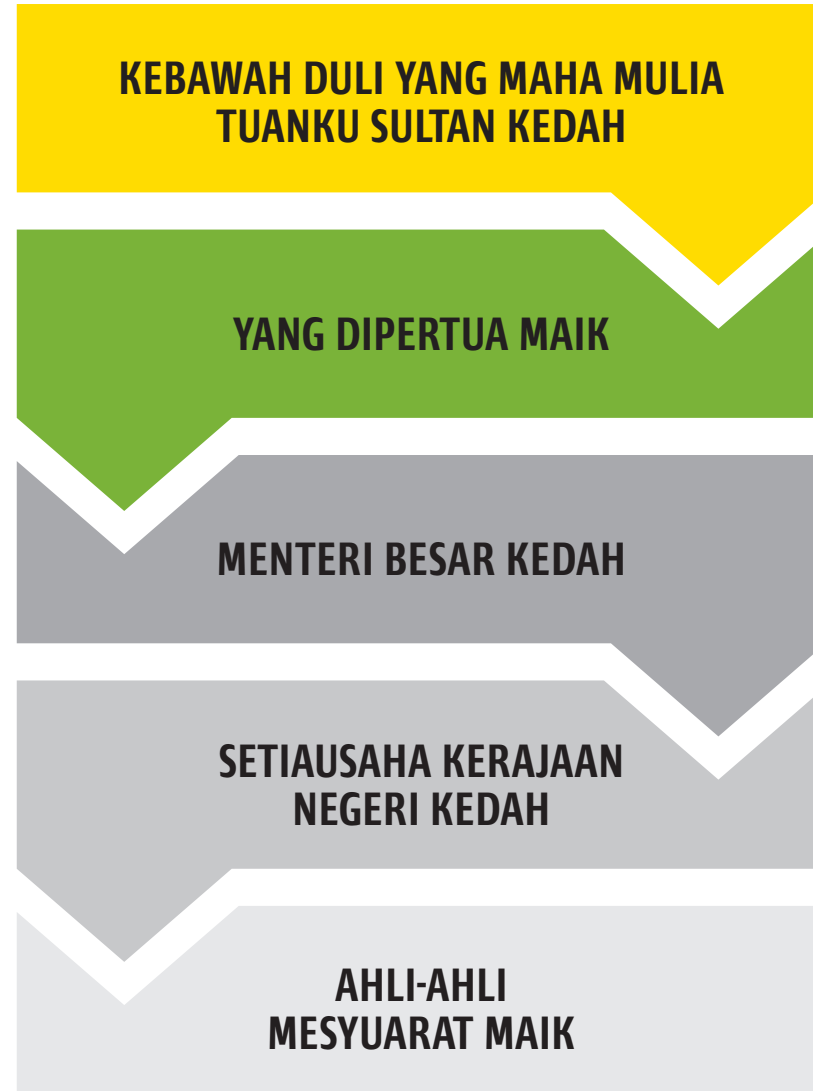 KEBAWAH DULI YANG MAHA MULIA
TUANKU SULTAN KEDAH
YANG DIPERTUA MAIK
MENTERI BESAR KEDAH
SETIAUSAHA KERAJAAN
NEGERI KEDAH
AHLI-AHLI
MESYUARAT MAIK